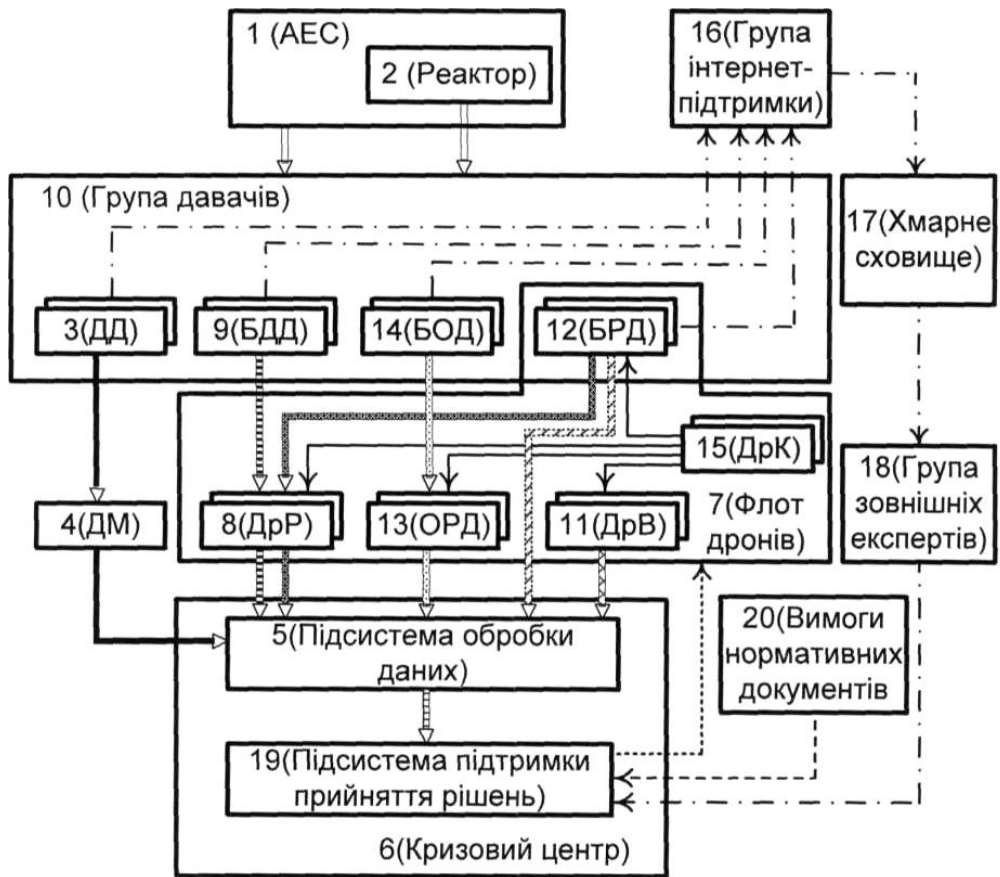 1 (АЕС)
2 (Реактор)
16(Група
інтернет-
підтримки)
10 (Група давачів)
17(Хмарне
сховище)
3(ДД)
9(БДД)
14(БОД)
12(БРД)
15(ДрК)
18(Група
зовнішніх
експертів)
4(ДМ)
8(ДрР)
13(ОРД)
11(ДрВ)
7(Флот
дронів)
5(Підсистема обробки
даних)
20(Вимоги
нормативних
документів
19(Підсистема підтримки
прийняття рішень)
6(Кризовий центр)